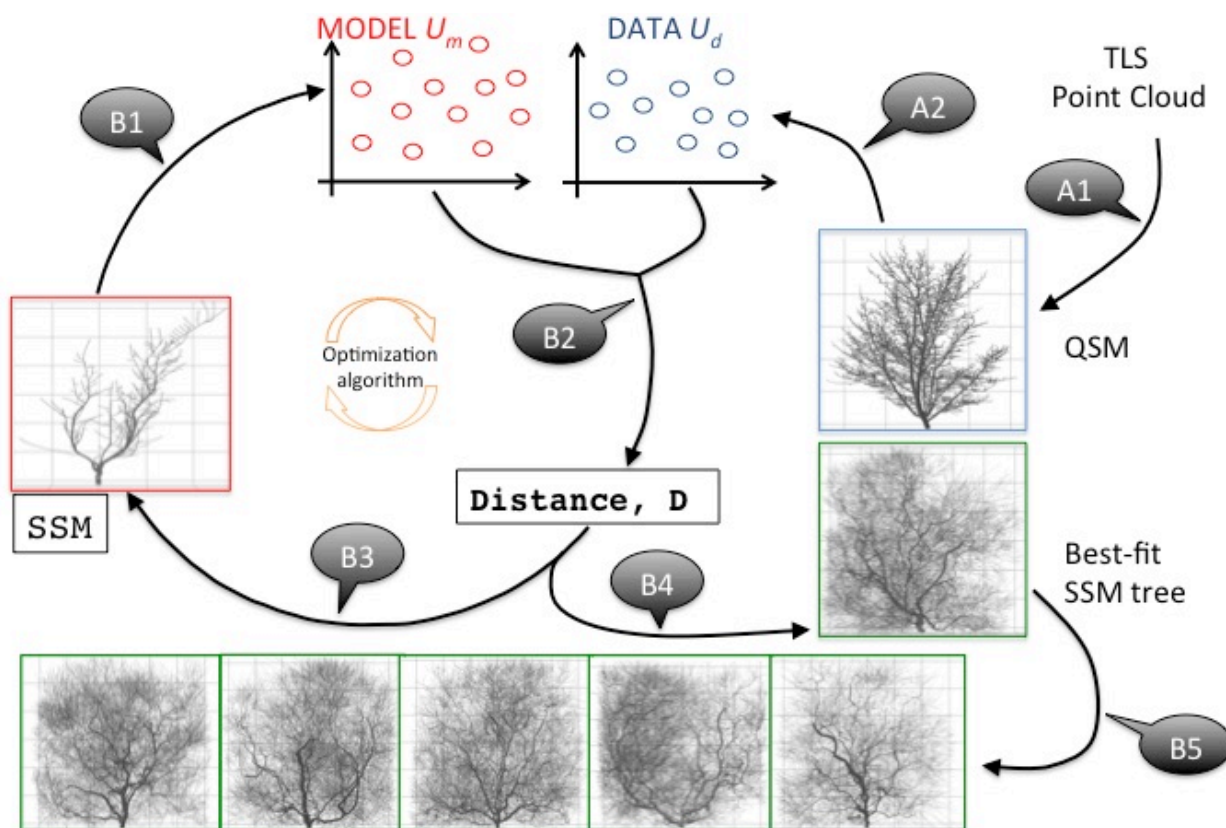 MODEL Um
DATA Ud
TLS
Point Cloud
B1
A2
A1
B2
Optimization
algorithm
QSM
Distance, D
SSM
B3
B4
Best-fit
SSM tree
B5